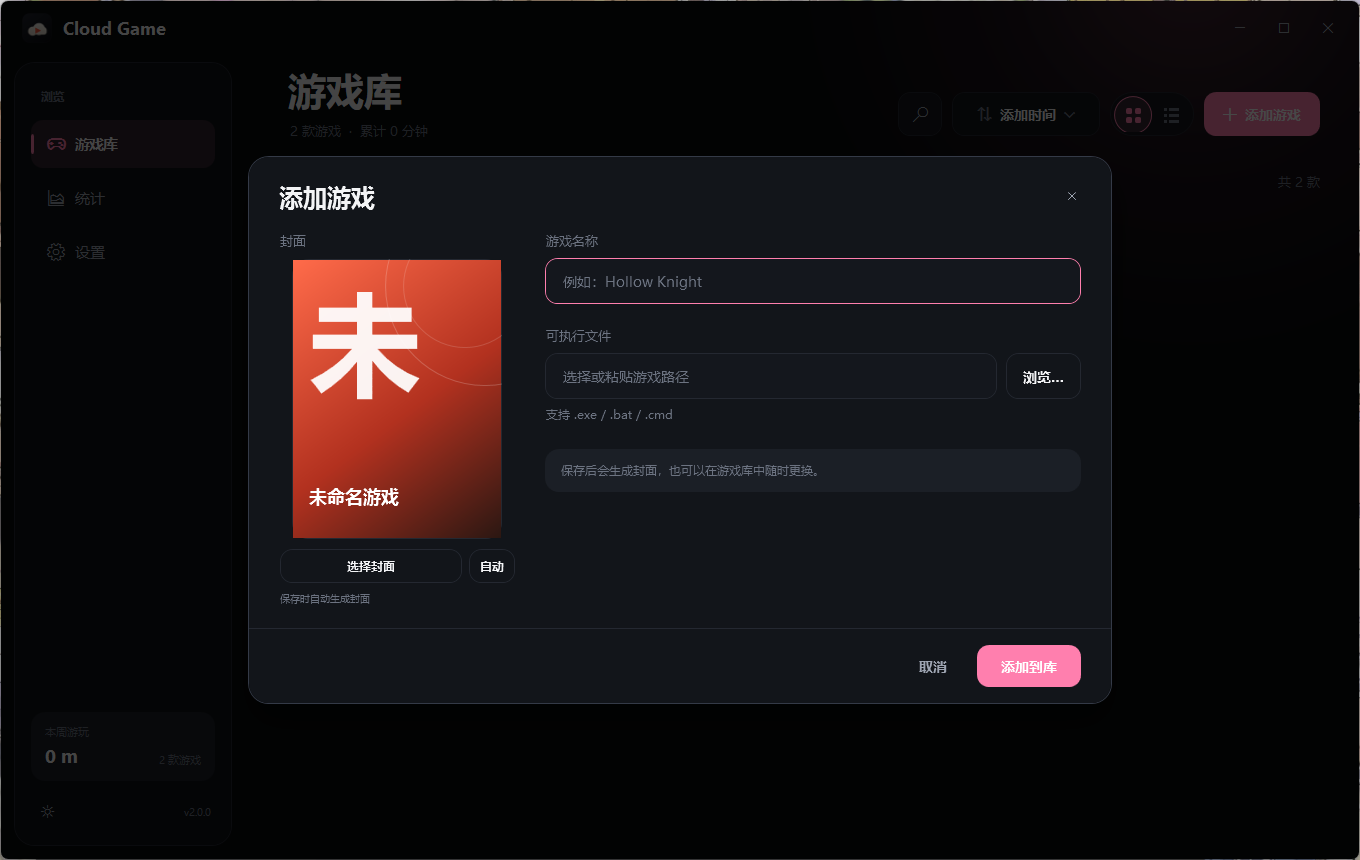 Cloud Game
浏览
游戏库
统计
设置
本周游玩
0 m
2 款游戏
v2.0.0
游戏库
2 款游戏 · 累计 0 分钟
添加时间
添加游戏
共 2 款
添加游戏
封面
未
未命名游戏
选择封面
自动
保存时自动生成封面
游戏名称
例如：Hollow Knight
可执行文件
选择或粘贴游戏路径
浏览...
支持 .exe / .bat / .cmd
保存后会生成封面，也可以在游戏库中随时更换。
取消
添加到库